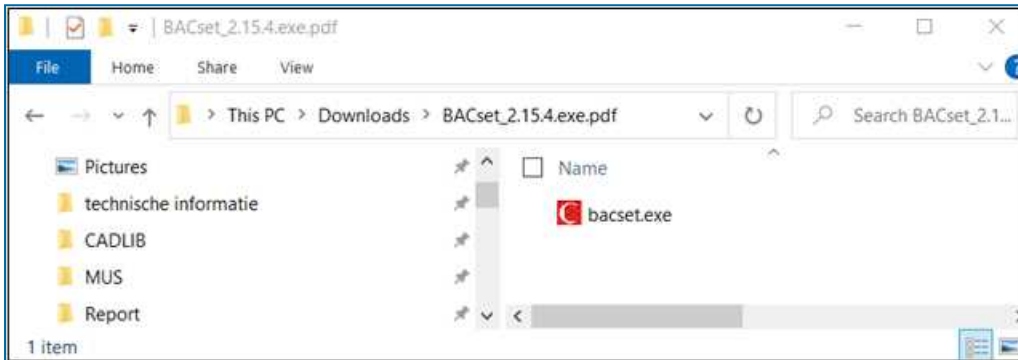 BACset_2.15.4.exe.pdf
File Home Share View
This PC > Downloads > BACset_2.15.4.exe.pdf Search BACset_2.1...
Pictures Name
technische informatie bacset.exe
CADLIB
MUS
Report
1 item